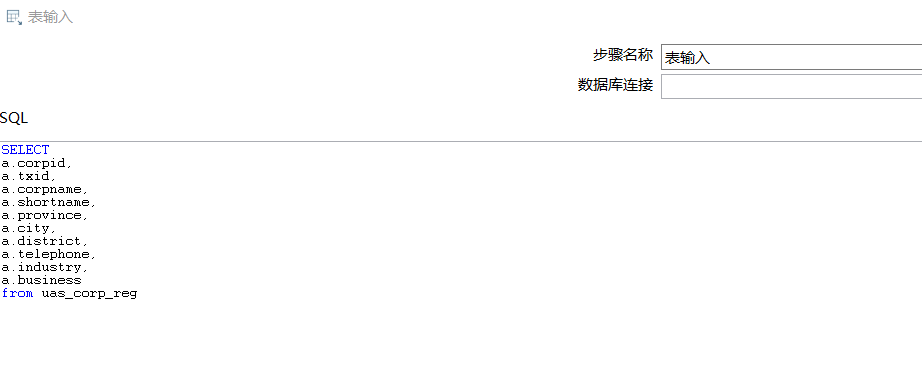 表输入
步骤名称 表输入
数据库连接
SQL
SELECT
a.corpid,
a.txid,
a.corpname,
a.shortname,
a.province,
a.city,
a.district,
a.telephone,
a.industry,
a.business
from uas_corp_reg